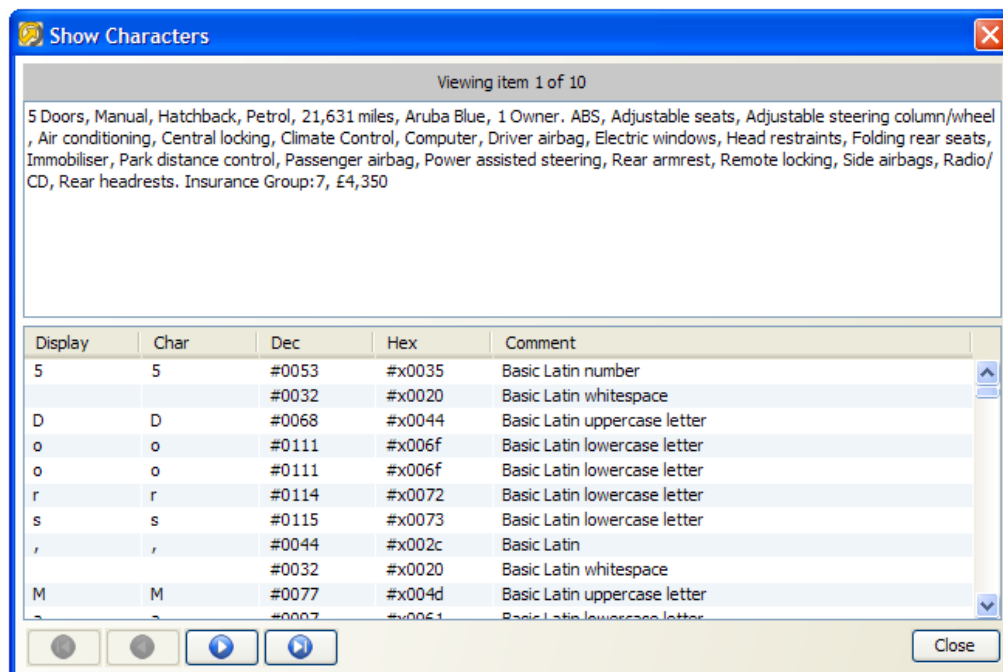 Show Characters
Viewing item 1 of 10
5 Doors, Manual, Hatchback, Petrol, 21,631 miles, Aruba Blue, 1 Owner. ABS, Adjustable seats, Adjustable steering column/wheel
, Air conditioning, Central locking, Climate Control, Computer, Driver airbag, Electric windows, Head restraints, Folding rear seats,
Immobiliser, Park distance control, Passenger airbag, Power assisted steering, Rear armrest, Remote locking, Side airbags, Radio/
CD, Rear headrests. Insurance Group:7, £4,350
Display Char Dec Hex Comment
5 5 #0053 #x0035 Basic Latin number
#0032 #x0020 Basic Latin whitespace
D D #0068 #x0044 Basic Latin uppercase letter
o o #0111 #x006f Basic Latin lowercase letter
o o #0111 #x006f Basic Latin lowercase letter
r r #0114 #x0072 Basic Latin lowercase letter
s s #0115 #x0073 Basic Latin lowercase letter
, , #0044 #x002c Basic Latin
#0032 #x0020 Basic Latin whitespace
M M #0077 #x004d Basic Latin uppercase letter
a a #0097 #x0061 Basic Latin lowercase letter
Close